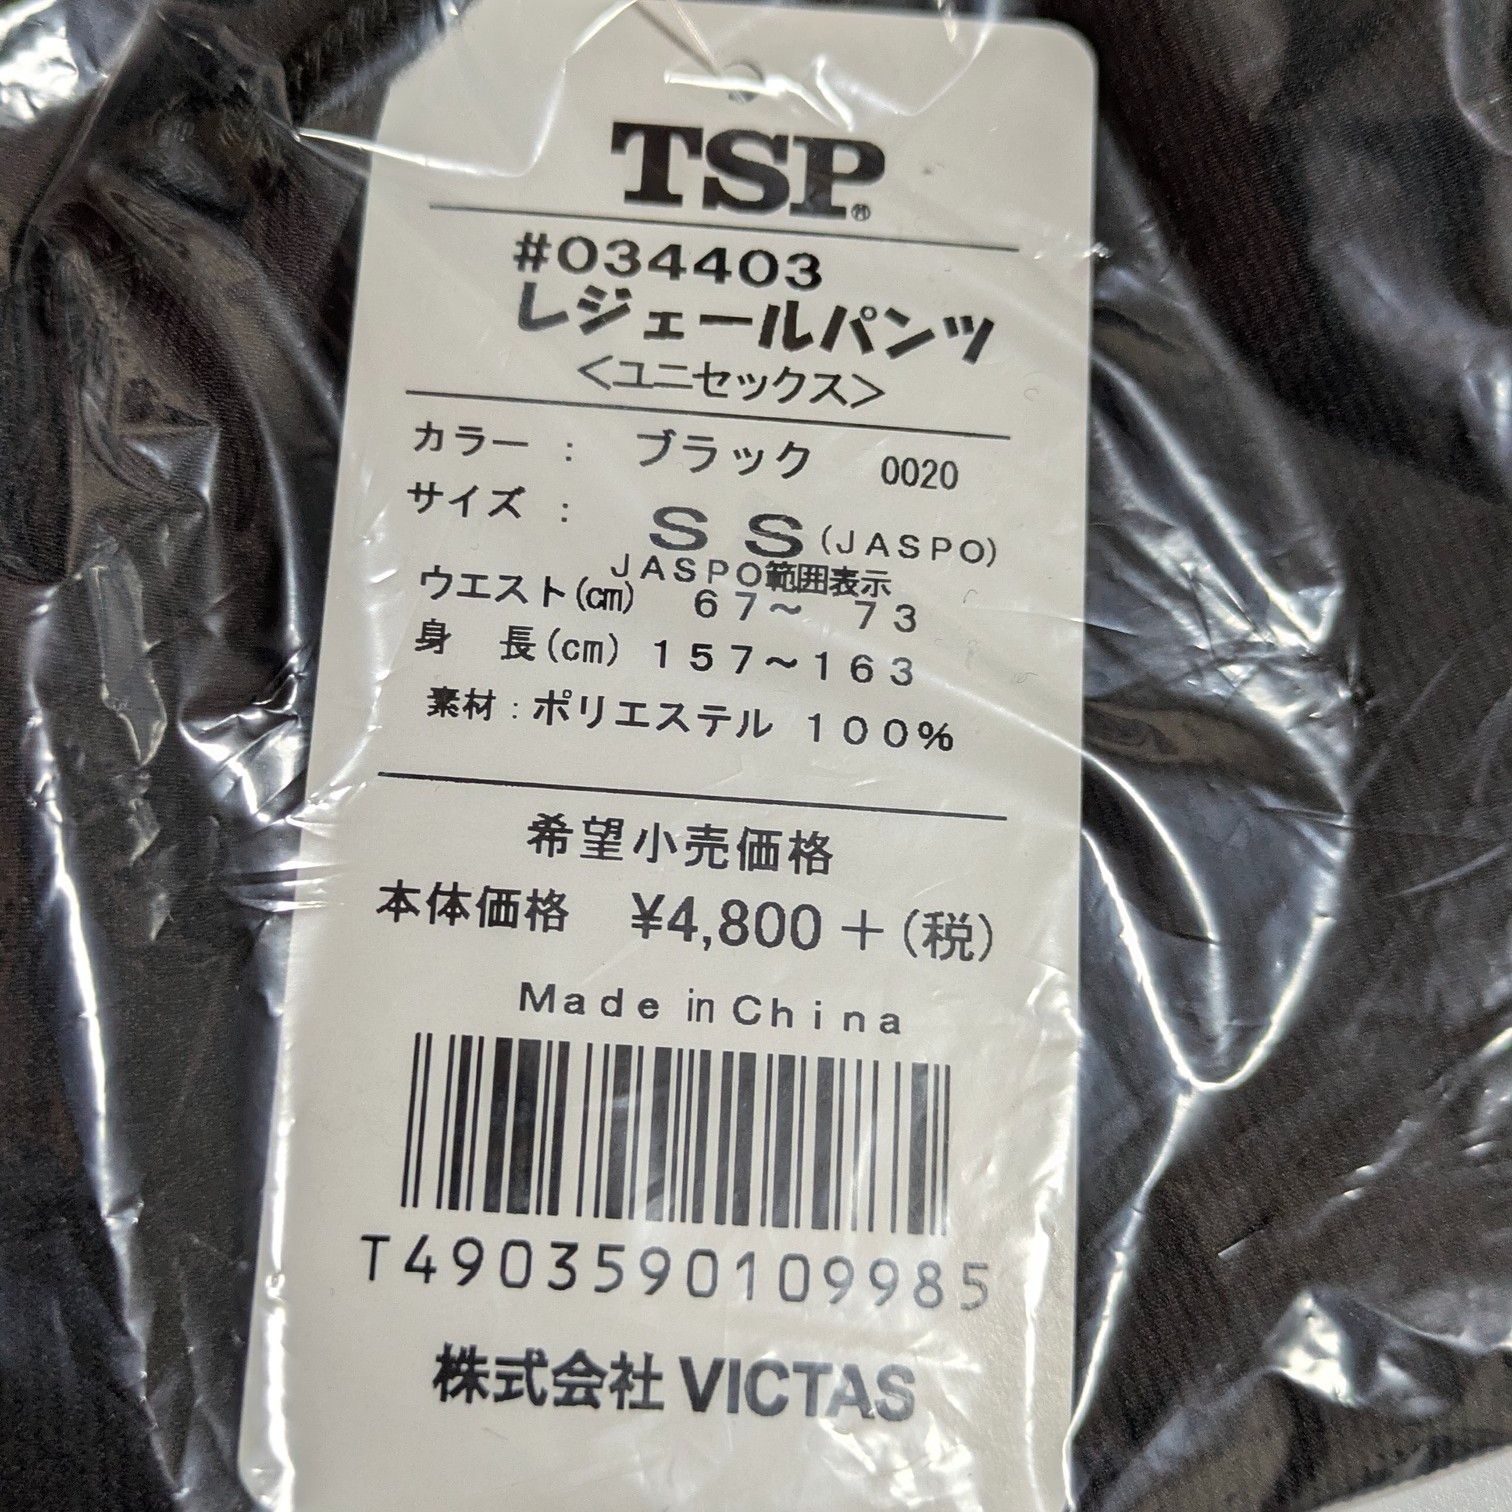 TSP®
#034403
レジェールパンツ
<ユニセックス>
カラー : ブラック 0020
サイズ : SS(JASPO)
JASPO範囲表示
ウエスト(cm) 67~ 73
身 長(cm) 157~163
素材:ポリエステル 100%
希望小売価格
本体価格 ¥4,800+(税)
Made in China
T4903590109985
株式会社 VICTAS